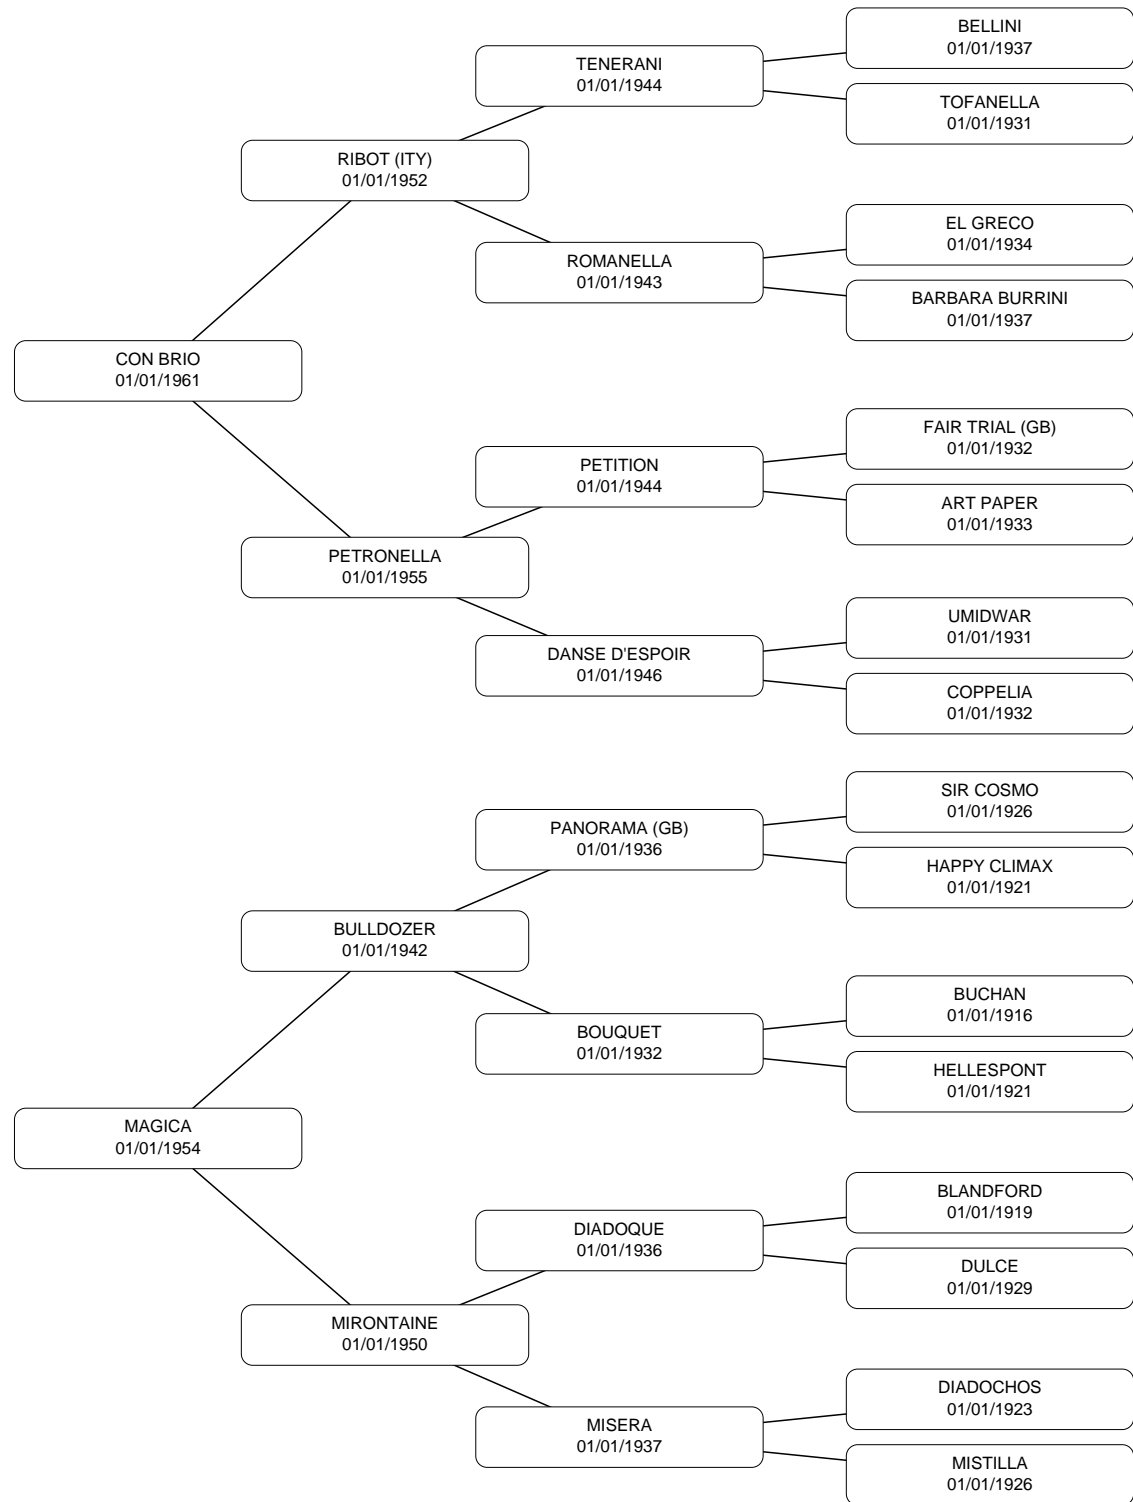 BELLINI
01/01/1937
TENERANI
01/01/1944
TOFANELLA
01/01/1931
RIBOT (ITY)
01/01/1952
EL GRECO
01/01/1934
ROMANELLA
01/01/1943
BARBARA BURRINI
01/01/1937
CON BRIO
01/01/1961
FAIR TRIAL (GB)
01/01/1932
PETITION
01/01/1944
ART PAPER
01/01/1933
PETRONELLA
01/01/1955
UMIDWAR
01/01/1931
DANSE D'ESPOIR
01/01/1946
COPPELIA
01/01/1932
SIR COSMO
01/01/1926
PANORAMA (GB)
01/01/1936
HAPPY CLIMAX
01/01/1921
BULLDOZER
01/01/1942
BUCHAN
01/01/1916
BOUQUET
01/01/1932
HELLESPONT
01/01/1921
MAGICA
01/01/1954
BLANDFORD
01/01/1919
DIADOQUE
01/01/1936
DULCE
01/01/1929
MIRONTAINE
01/01/1950
DIADOCHOS
01/01/1923
MISERA
01/01/1937
MISTILLA
01/01/1926